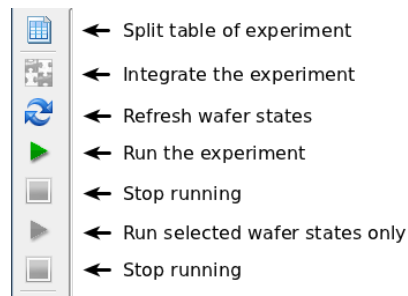 Split table of experiment
Integrate the experiment
Refresh wafer states
Run the experiment
Stop running
Run selected wafer states only
Stop running